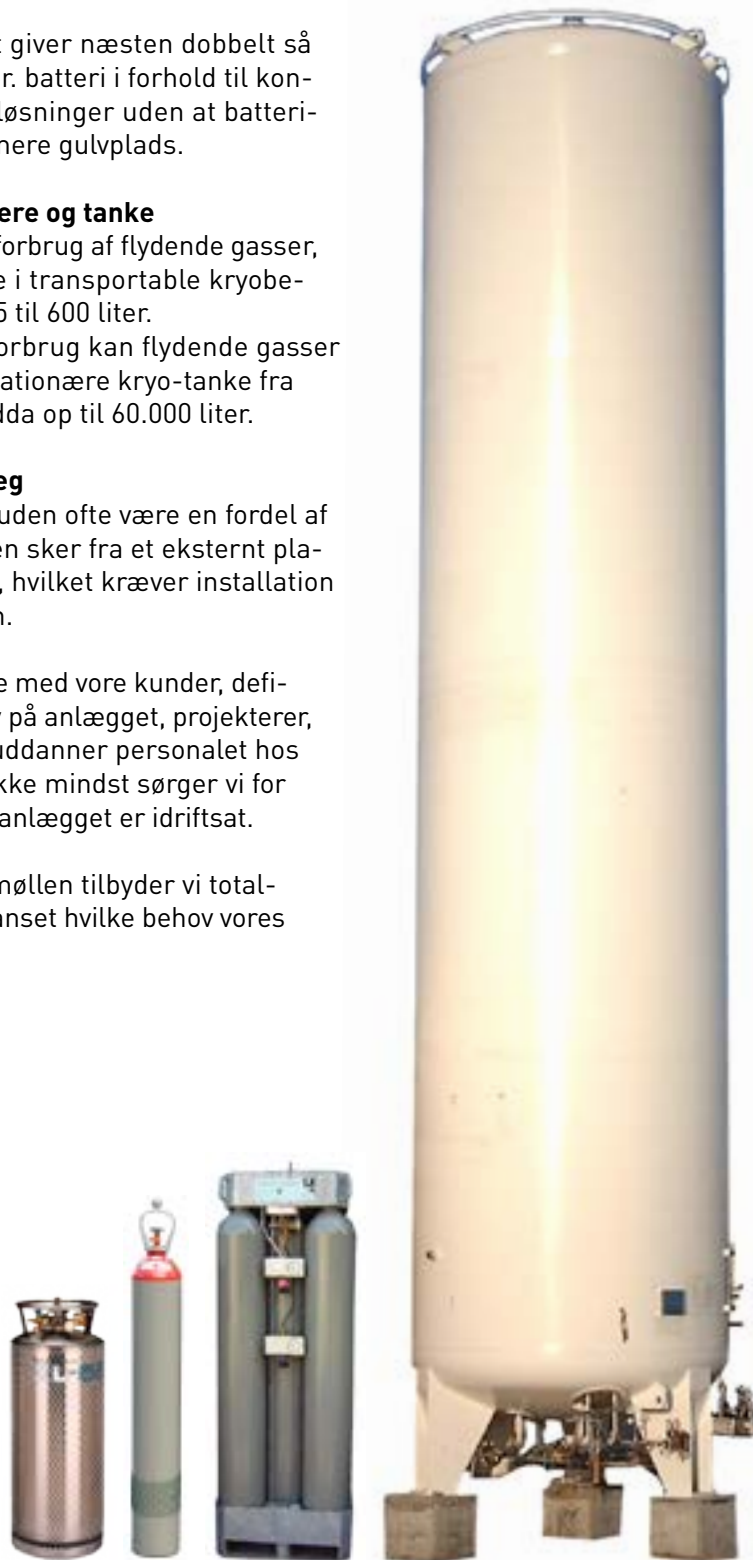 t giver næsten dobbelt så
r. batteri i forhold til kon-
løsninger uden at batteri-
nere gulvplads.
ere og tanke
forbrug af flydende gasser,
e i transportable kryobe-
5 til 600 liter.
orbrug kan flydende gasser
ationære kryo-tanke fra
dda op til 60.000 liter.
æg
uden ofte være en fordel af
en sker fra et eksternt pla-
, hvilket kræver installation
n.
e med vore kunder, defi-
v på anlægget, projekterer,
uddanner personalet hos
kke mindst sørger vi for
anlægget er idriftsat.
møllen tilbyder vi total-
anset hvilke behov vores